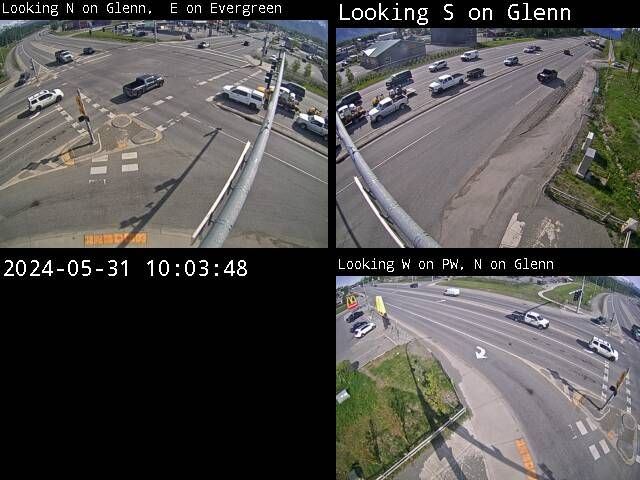 Looking N on Glenn,  E on Evergreen
Looking S on Glenn
2024-05-31 10:03:48
Looking W on PW, N on Glenn